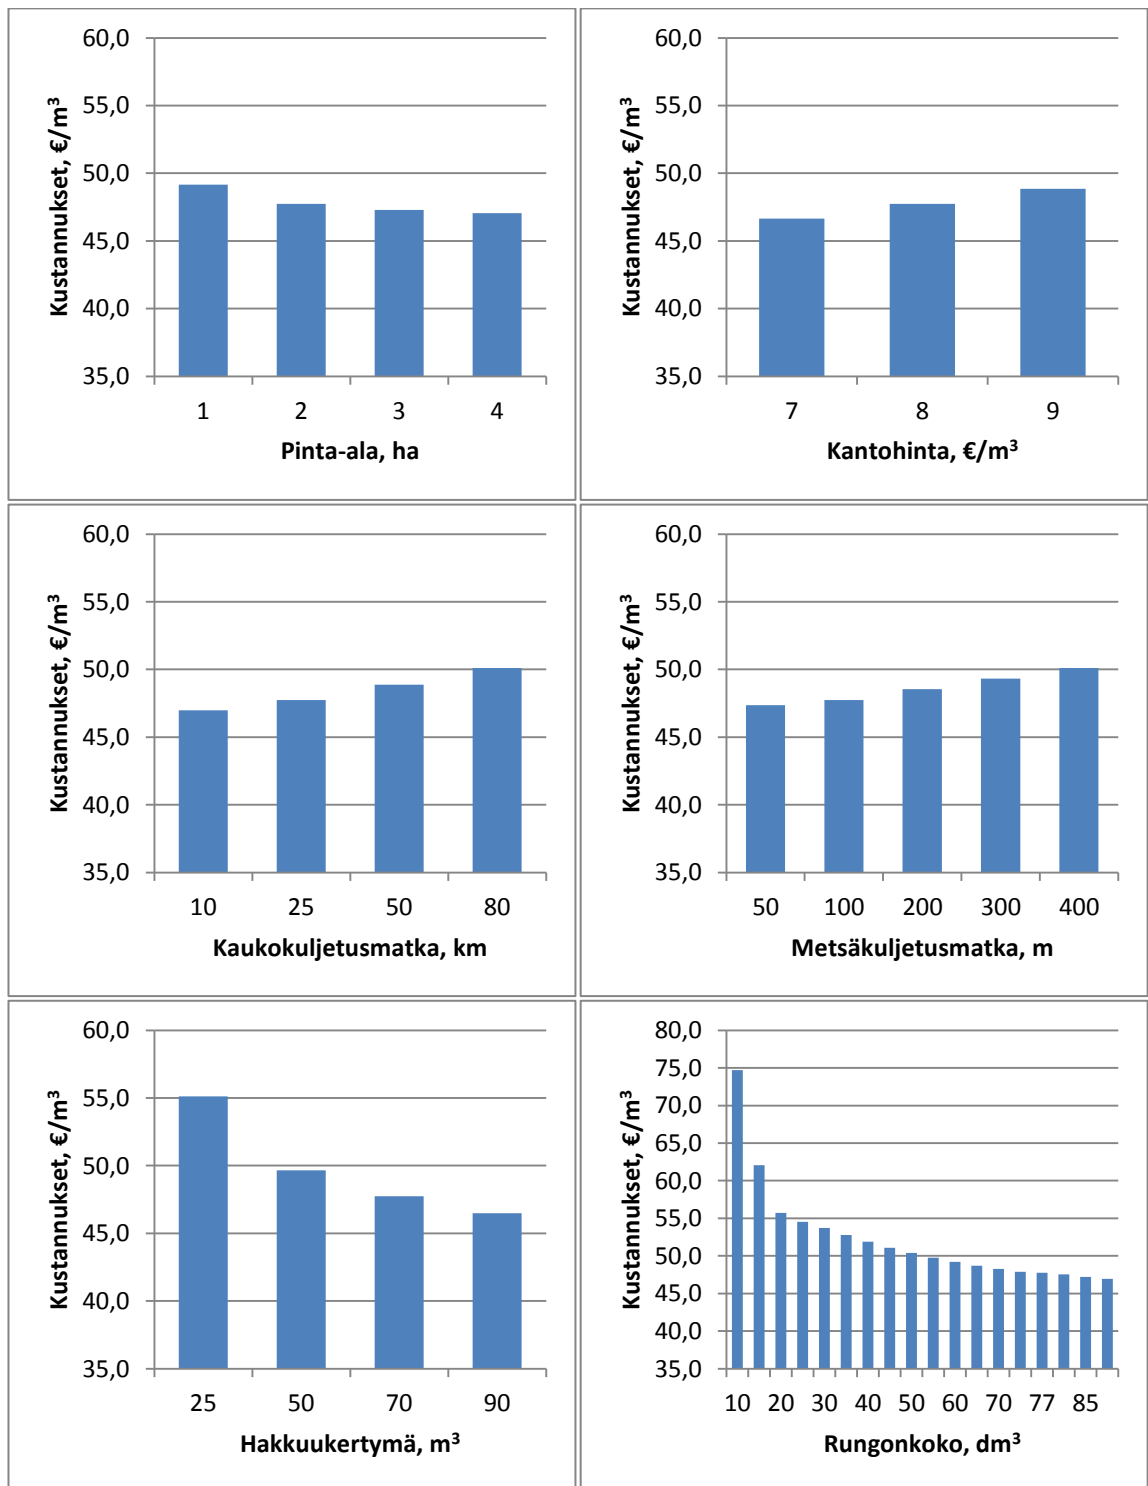 60,0
55,0
50,0
45,0
40,0
35,0
Kustannukset, €/m³
1 2 3 4
Pinta-ala, ha
60,0
55,0
50,0
45,0
40,0
35,0
Kustannukset, €/m³
7 8 9
Kantohinta, €/m³
60,0
55,0
50,0
45,0
40,0
35,0
Kustannukset, €/m³
10 25 50 80
Kaukokuljetusmatka, km
60,0
55,0
50,0
45,0
40,0
35,0
Kustannukset, €/m³
50 100 200 300 400
Metsäkuljetusmatka, m
60,0
55,0
50,0
45,0
40,0
35,0
Kustannukset, €/m³
25 50 70 90
Hakkuukertymä, m³
80,0
75,0
70,0
65,0
60,0
55,0
50,0
45,0
40,0
35,0
Kustannukset, €/m³
10 20 30 40 50 60 70 77 85
Rungonkoko, dm³